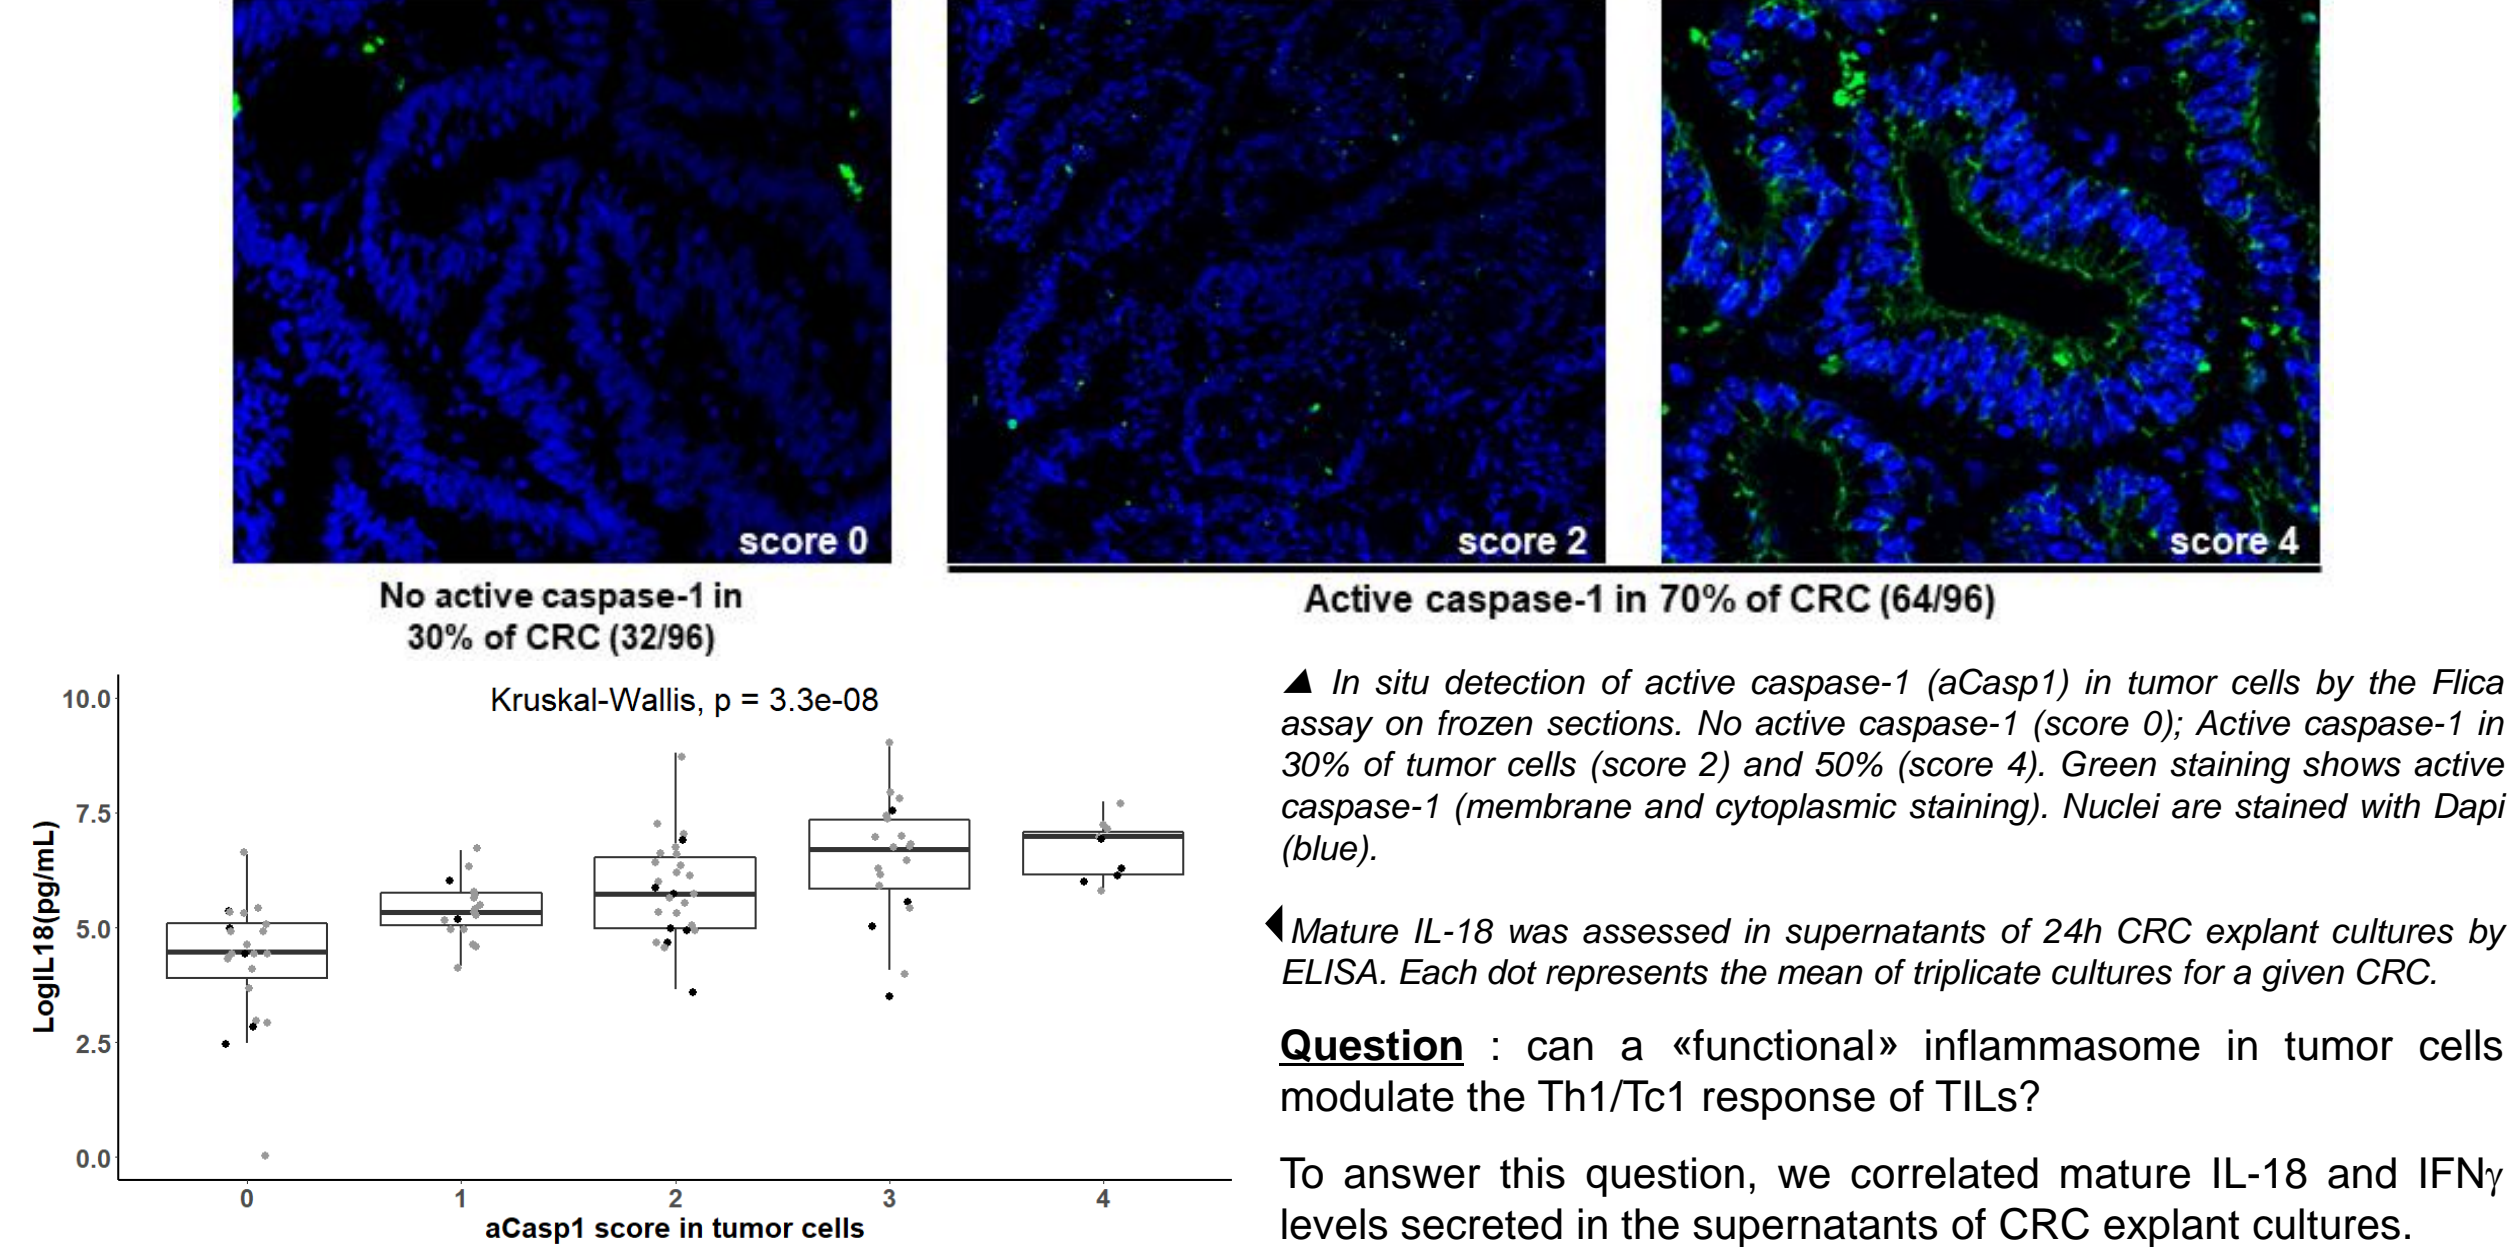 score 0
score 2
score 4
No active caspase-1 in
30% of CRC (32/96)
Active caspase-1 in 70% of CRC (64/96)
Kruskal-Wallis, p = 3.3e-08
10.0
7.5
5.0
2.5
0.0
LogIL18(pg/mL)
0 1 2 3 4
aCasp1 score in tumor cells
▲ In situ detection of active caspase-1 (aCasp1) in tumor cells by the Flica
assay on frozen sections. No active caspase-1 (score 0); Active caspase-1 in
30% of tumor cells (score 2) and 50% (score 4). Green staining shows active
caspase-1 (membrane and cytoplasmic staining). Nuclei are stained with Dapi
(blue).
◀ Mature IL-18 was assessed in supernatants of 24h CRC explant cultures by
ELISA. Each dot represents the mean of triplicate cultures for a given CRC.
Question : can a «functional» inflammasome in tumor cells
modulate the Th1/Tc1 response of TILs?
To answer this question, we correlated mature IL-18 and IFNγ
levels secreted in the supernatants of CRC explant cultures.